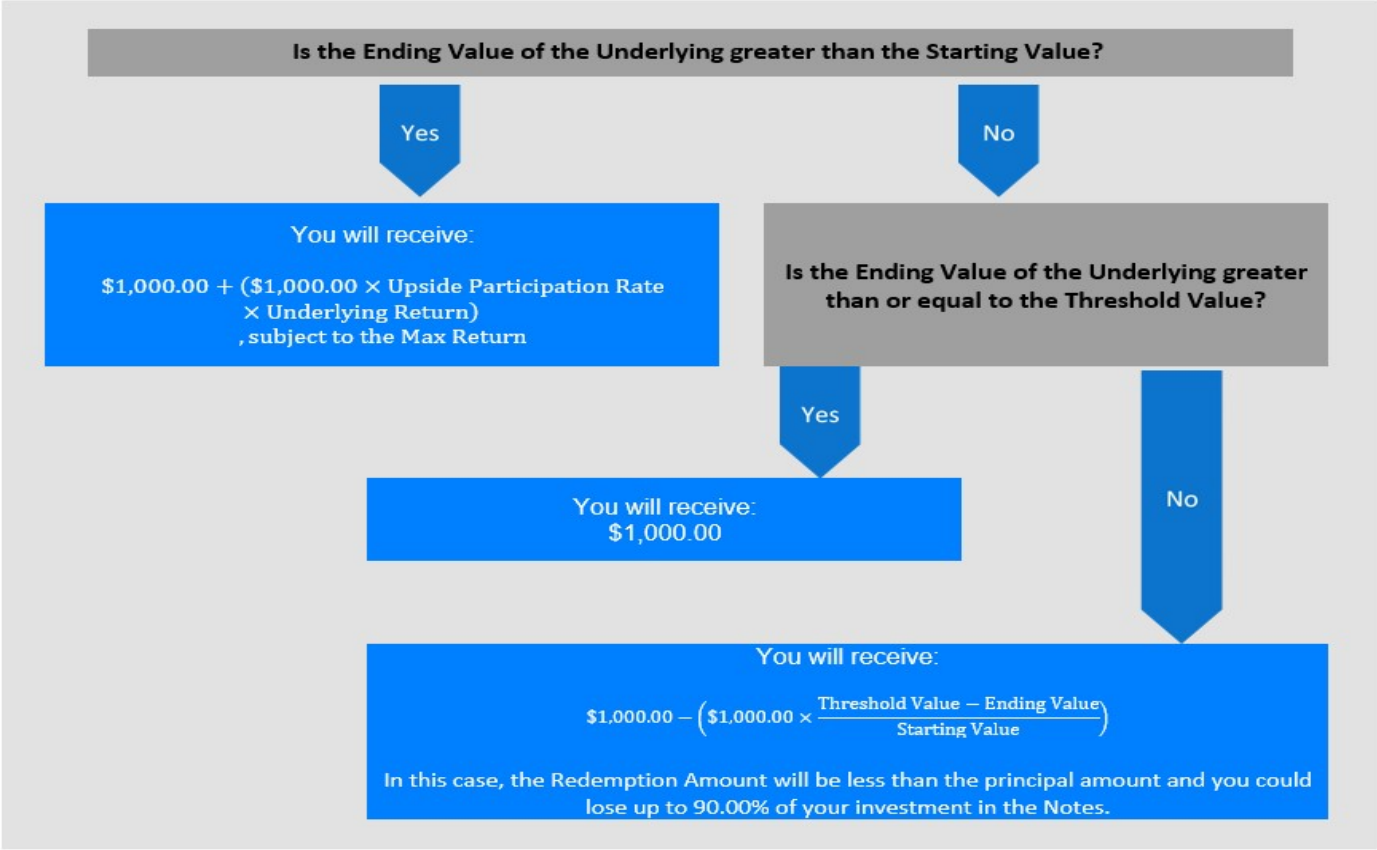 Is the Ending Value of the Underlying greater than the Starting Value?
Yes
No
You will receive:
$1,000.00 + ($1,000.00 × Upside Participation Rate
× Underlying Return)
, subject to the Max Return
Is the Ending Value of the Underlying greater
than or equal to the Threshold Value?
Yes
No
You will receive:
$1,000.00
You will receive:
$1,000.00 − ($1,000.00 × (Threshold Value − Ending Value) / Starting Value)
In this case, the Redemption Amount will be less than the principal amount and you could
lose up to 90.00% of your investment in the Notes.